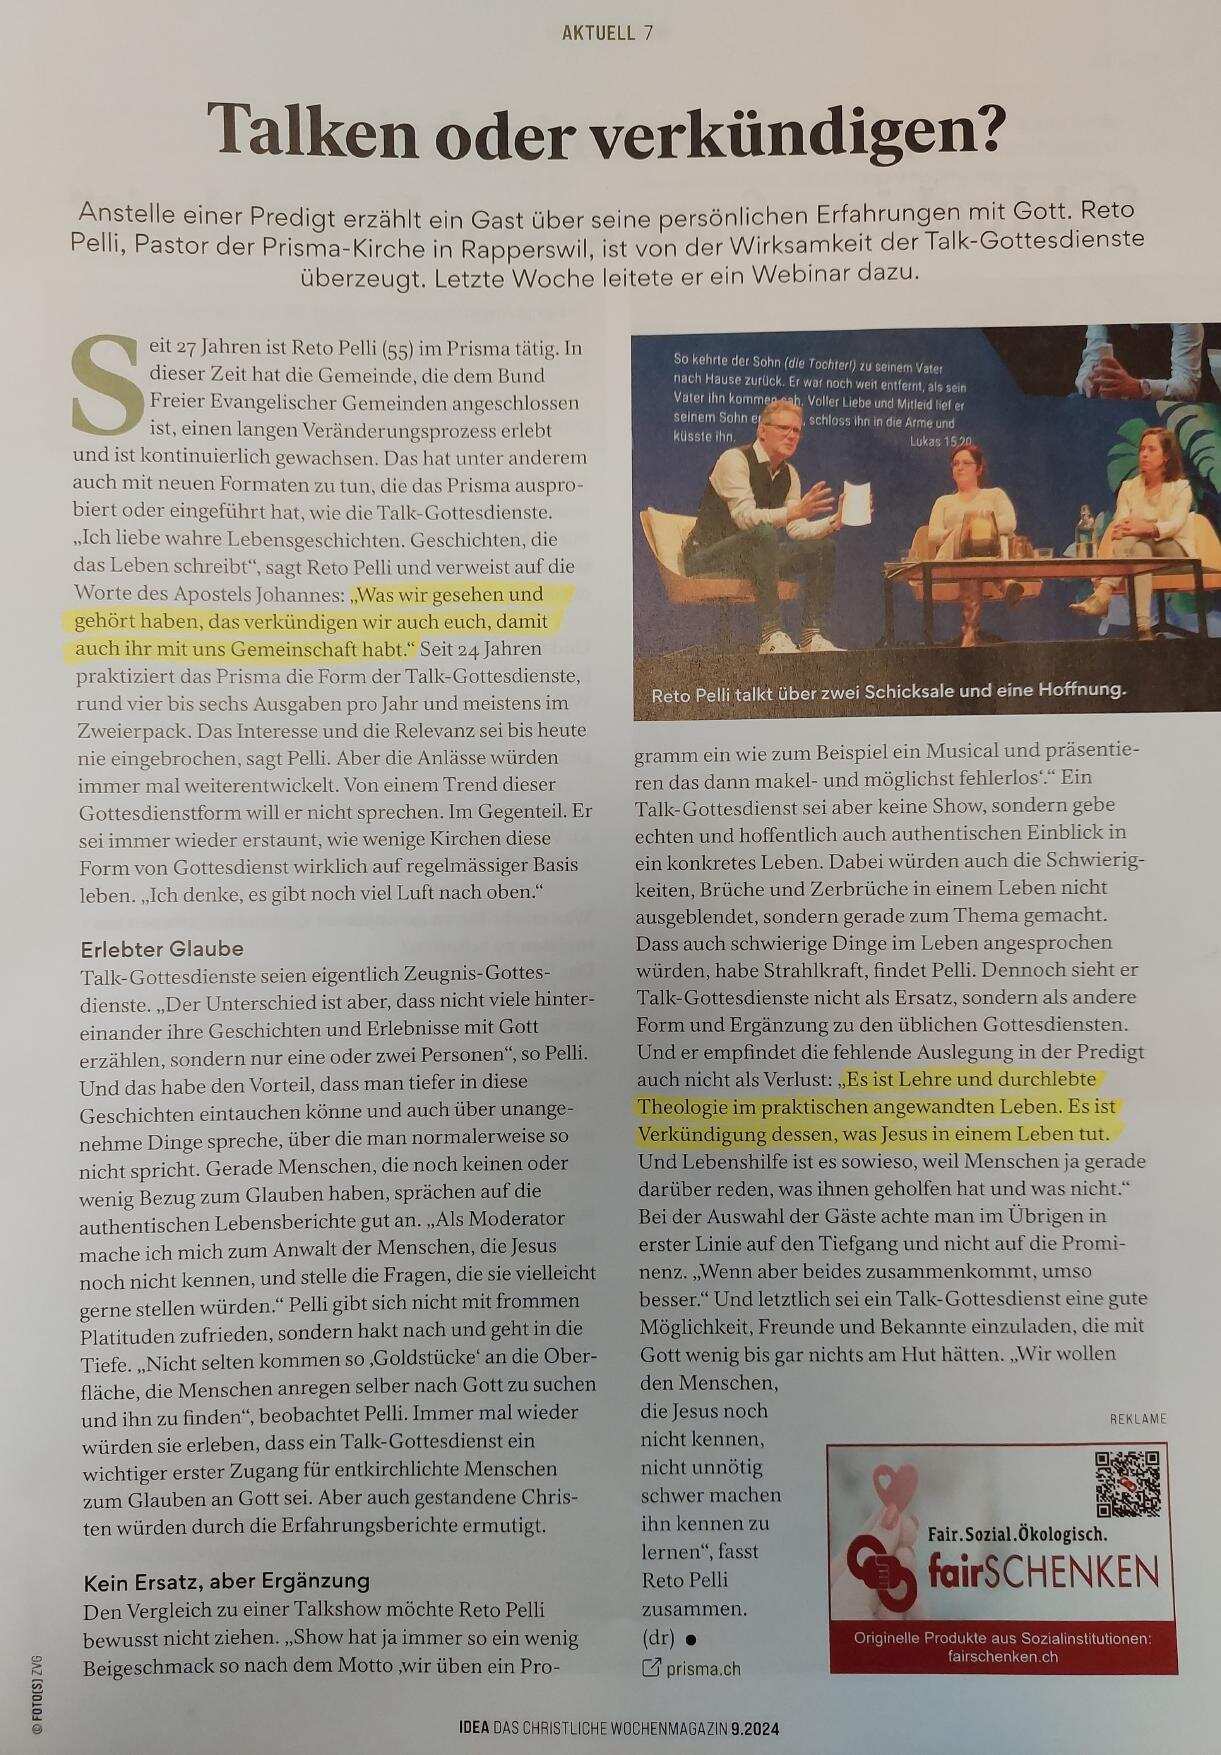 AKTUELL 7
Talken oder verkündigen?
Anstelle einer Predigt erzählt ein Gast über seine persönlichen Erfahrungen mit Gott. Reto
Pelli, Pastor der Prisma-Kirche in Rapperswil, ist von der Wirksamkeit der Talk-Gottesdienste
überzeugt. Letzte Woche leitete er ein Webinar dazu.
Seit 27 Jahren ist Reto Pelli (55) im Prisma tätig. In
dieser Zeit hat die Gemeinde, die dem Bund
Freier Evangelischer Gemeinden angeschlossen
ist, einen langen Veränderungsprozess erlebt
und ist kontinuierlich gewachsen. Das hat unter anderem
auch mit neuen Formaten zu tun, die das Prisma auspro-
biert oder eingeführt hat, wie die Talk-Gottesdienste.
„Ich liebe wahre Lebensgeschichten. Geschichten, die
das Leben schreibt“, sagt Reto Pelli und verweist auf die
Worte des Apostels Johannes: „Was wir gesehen und
gehört haben, das verkündigen wir auch euch, damit
auch ihr mit uns Gemeinschaft habt.“ Seit 24 Jahren
praktiziert das Prisma die Form der Talk-Gottesdienste,
rund vier bis sechs Ausgaben pro Jahr und meistens im
Zweierpack. Das Interesse und die Relevanz sei bis heute
nie eingebrochen, sagt Pelli. Aber die Anlässe würden
immer mal weiterentwickelt. Von einem Trend dieser
Gottesdienstform will er nicht sprechen. Im Gegenteil. Er
sei immer wieder erstaunt, wie wenige Kirchen diese
Form von Gottesdienst wirklich auf regelmässiger Basis
leben. „Ich denke, es gibt noch viel Luft nach oben.“
Erlebter Glaube
Talk-Gottesdienste seien eigentlich Zeugnis-Gottes-
dienste. „Der Unterschied ist aber, dass nicht viele hinter-
einander ihre Geschichten und Erlebnisse mit Gott
erzählen, sondern nur eine oder zwei Personen“, so Pelli.
Und das habe den Vorteil, dass man tiefer in diese
Geschichten eintauchen könne und auch über unange-
nehme Dinge spreche, über die man normalerweise so
nicht spricht. Gerade Menschen, die noch keinen oder
wenig Bezug zum Glauben haben, sprächen auf die
authentischen Lebensberichte gut an. „Als Moderator
mache ich mich zum Anwalt der Menschen, die Jesus
noch nicht kennen, und stelle die Fragen, die sie vielleicht
gerne stellen würden.“ Pelli gibt sich nicht mit frommen
Platituden zufrieden, sondern hakt nach und geht in die
Tiefe. „Nicht selten kommen so ‚Goldstücke‘ an die Ober-
fläche, die Menschen anregen selber nach Gott zu suchen
und ihn zu finden“, beobachtet Pelli. Immer mal wieder
würden sie erleben, dass ein Talk-Gottesdienst ein
wichtiger erster Zugang für entkirchlichte Menschen
zum Glauben an Gott sei. Aber auch gestandene Chris-
ten würden durch die Erfahrungsberichte ermutigt.
Kein Ersatz, aber Ergänzung
Den Vergleich zu einer Talkshow möchte Reto Pelli
bewusst nicht ziehen. „Show hat ja immer so ein wenig
Beigeschmack so nach dem Motto ‚wir üben ein Pro-
So kehrte der Sohn (die Tochter!) zu seinem Vater
nach Hause zurück. Er war noch weit entfernt, als sein
Vater ihn kommen sah. Voller Liebe und Mitleid lief er
seinem Sohn schloss ihn in die Arme und
küsste ihn.
Lukas 15,20
Reto Pelli talkt über zwei Schicksale und eine Hoffnung.
gramm ein wie zum Beispiel ein Musical und präsentie-
ren das dann makel- und möglichst fehlerlos‘.“ Ein
Talk-Gottesdienst sei aber keine Show, sondern gebe
echten und hoffentlich auch authentischen Einblick in
ein konkretes Leben. Dabei würden auch die Schwierig-
keiten, Brüche und Zerbrüche in einem Leben nicht
ausgeblendet, sondern gerade zum Thema gemacht.
Dass auch schwierige Dinge im Leben angesprochen
würden, habe Strahlkraft, findet Pelli. Dennoch sieht er
Talk-Gottesdienste nicht als Ersatz, sondern als andere
Form und Ergänzung zu den üblichen Gottesdiensten.
Und er empfindet die fehlende Auslegung in der Predigt
auch nicht als Verlust: „Es ist Lehre und durchlebte
Theologie im praktischen angewandten Leben. Es ist
Verkündigung dessen, was Jesus in einem Leben tut.
Und Lebenshilfe ist es sowieso, weil Menschen ja gerade
darüber reden, was ihnen geholfen hat und was nicht.“
Bei der Auswahl der Gäste achte man im Übrigen in
erster Linie auf den Tiefgang und nicht auf die Promi-
nenz. „Wenn aber beides zusammenkommt, umso
besser.“ Und letztlich sei ein Talk-Gottesdienst eine gute
Möglichkeit, Freunde und Bekannte einzuladen, die mit
Gott wenig bis gar nichts am Hut hätten. „Wir wollen
den Menschen,
die Jesus noch
nicht kennen,
nicht unnötig
schwer machen
ihn kennen zu
lernen“, fasst
Reto Pelli
zusammen.
(dr) ●
prisma.ch
REKLAME
Fair.Sozial.Ökologisch.
fairSCHENKEN
Originelle Produkte aus Sozialinstitutionen:
fairschenken.ch
© FOTO(S) ZVG
IDEA DAS CHRISTLICHE WOCHENMAGAZIN 9.2024